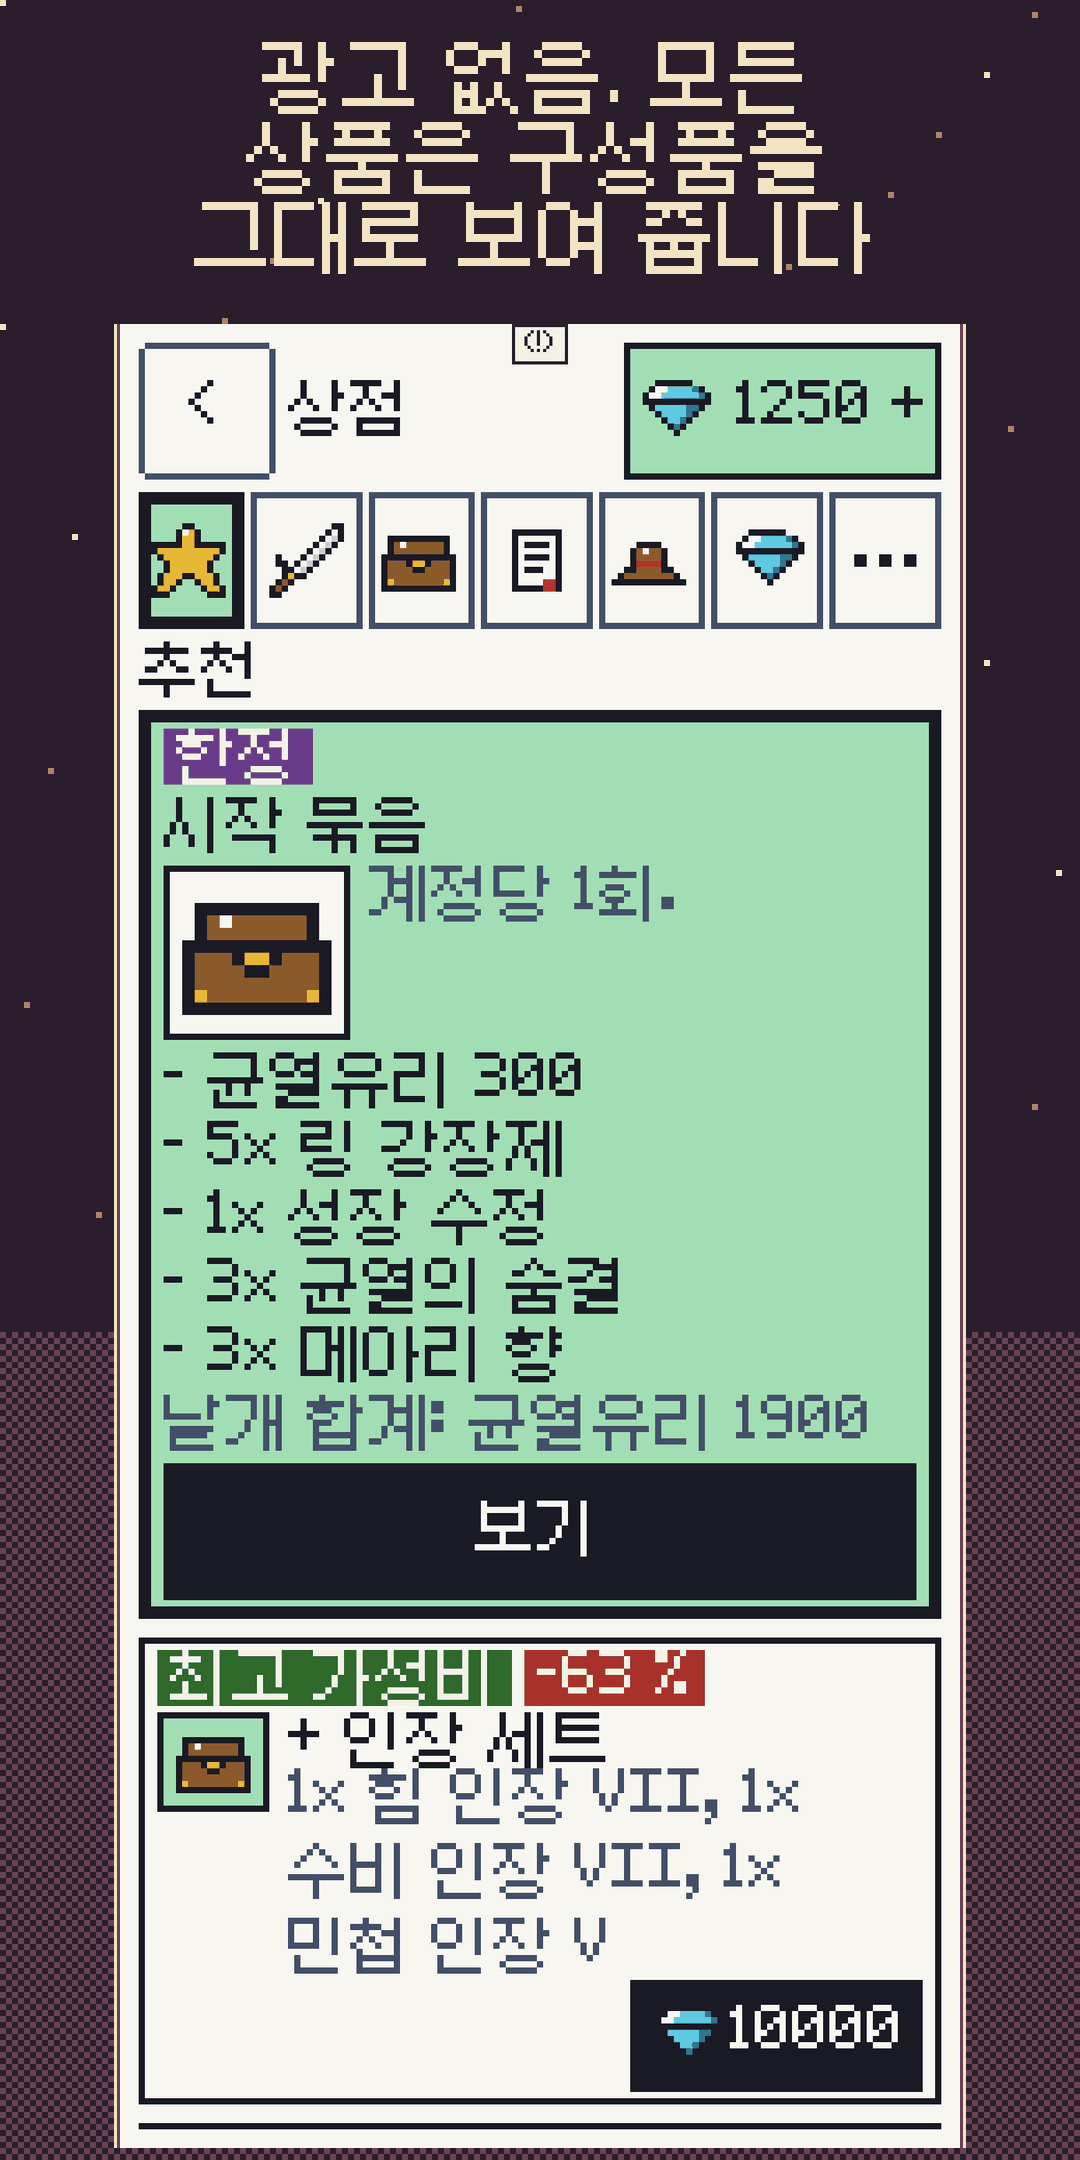 광고 없음. 모든
상품은 구성품을
그대로 보여 줍니다
상점
1250 +
추천
한정
시작 묶음
계정당 1회.
- 균열유리 300
- 5x 링 강장제
- 1x 성장 수정
- 3x 균열의 숨결
- 3x 메아리 향
낱개 합계: 균열유리 1900
보기
최고 가성비 -63 %
+ 인장 세트
1x 힘 인장 VII, 1x
수비 인장 VII, 1x
민첩 인장 V
10000